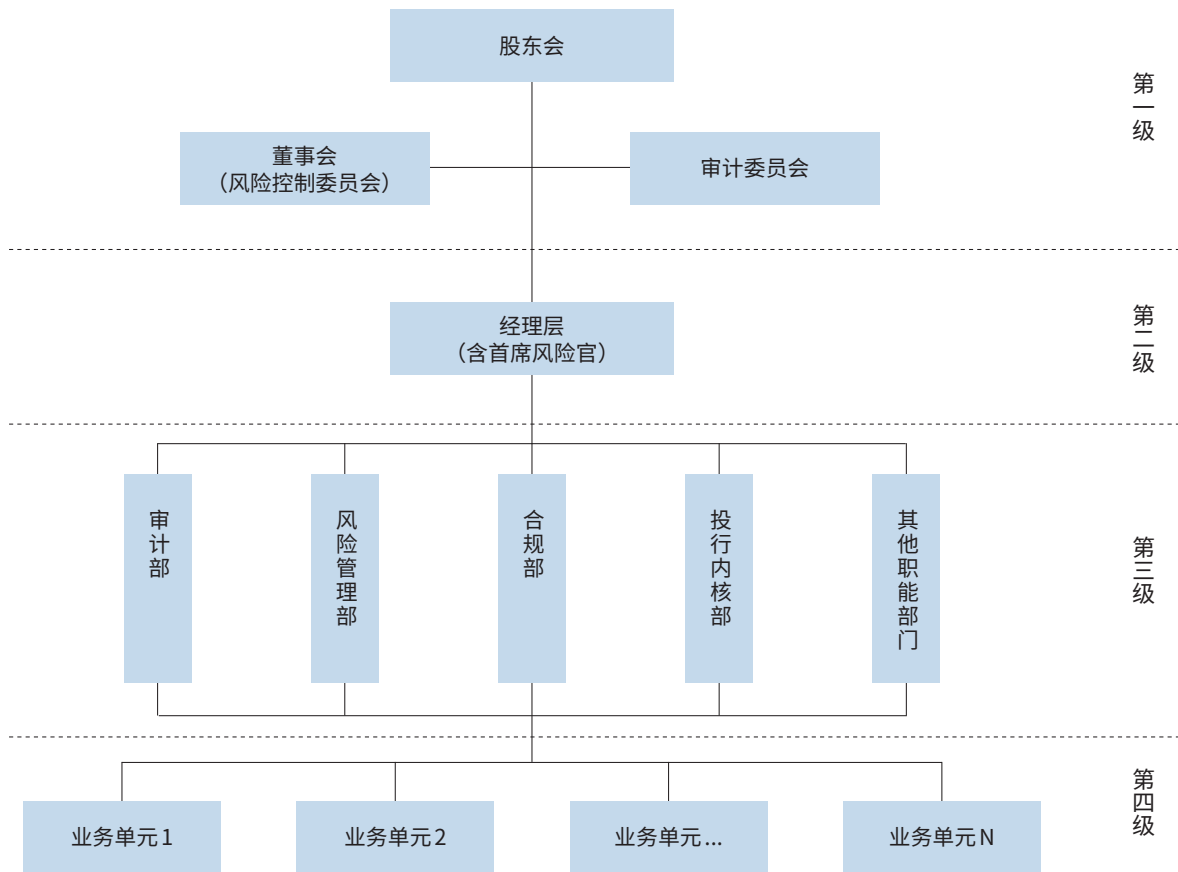 股东会
第一级
董事会
（风险控制委员会）
审计委员会
经理层
（含首席风险官）
第二级
审计部
风险管理部
合规部
投行内核部
其他职能部门
第三级
业务单元1
业务单元2
业务单元...
业务单元N
第四级